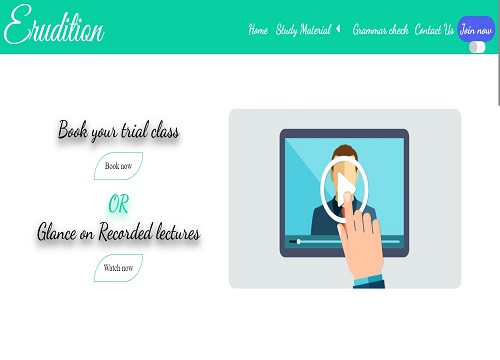 Erudition
Home Study Material Grammar check Contact Us Join now
Book your trial class
Book now
OR
Glance on Recorded lectures
Watch now